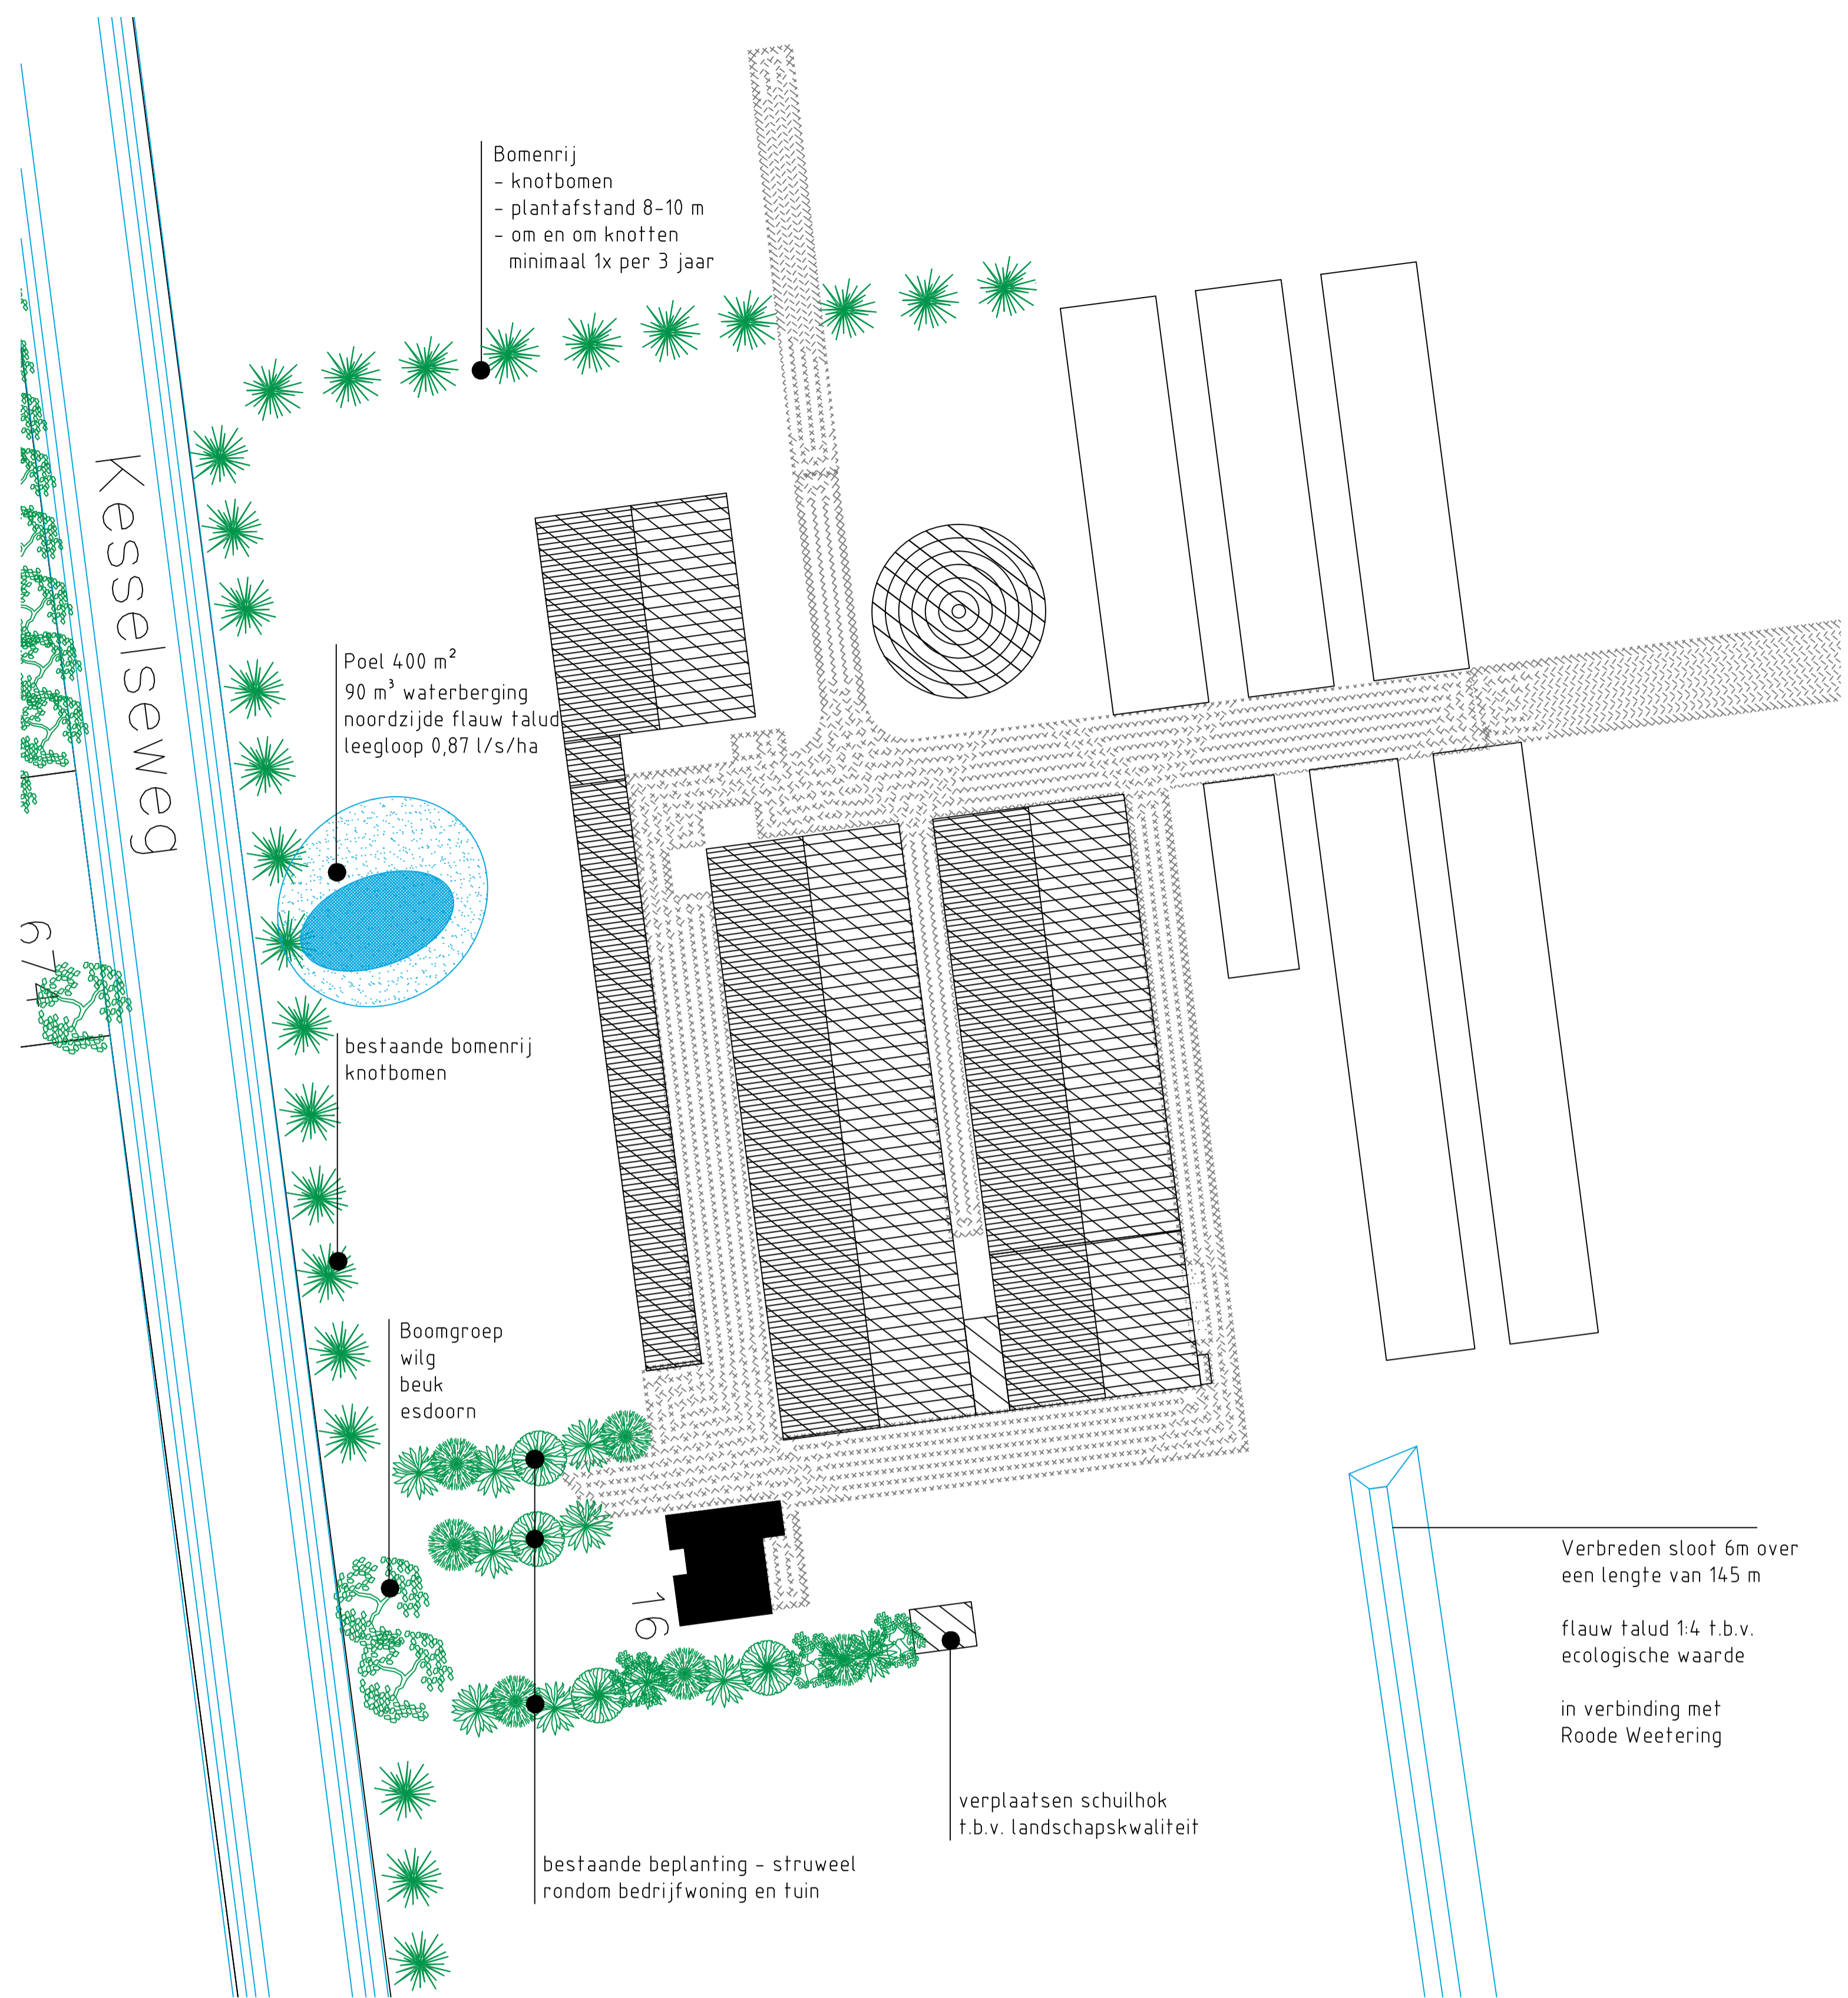 Bomenrij
- knotbomen
- plantafstand 8-10 m
- om en om knotten
minimaal 1x per 3 jaar
Kesselseweg
Poel 400 m²
90 m³ waterberging
noordzijde flauw talud
leegloop 0,87 l/s/ha
67A
bestaande bomenrij
knotbomen
Boomgroep
wilg
beuk
esdoorn
16
Verbreden sloot 6m over
een lengte van 145 m
flauw talud 1:4 t.b.v.
ecologische waarde
in verbinding met
Roode Weetering
verplaatsen schuilhok
t.b.v. landschapskwaliteit
bestaande beplanting - struweel
rondom bedrijfwoning en tuin